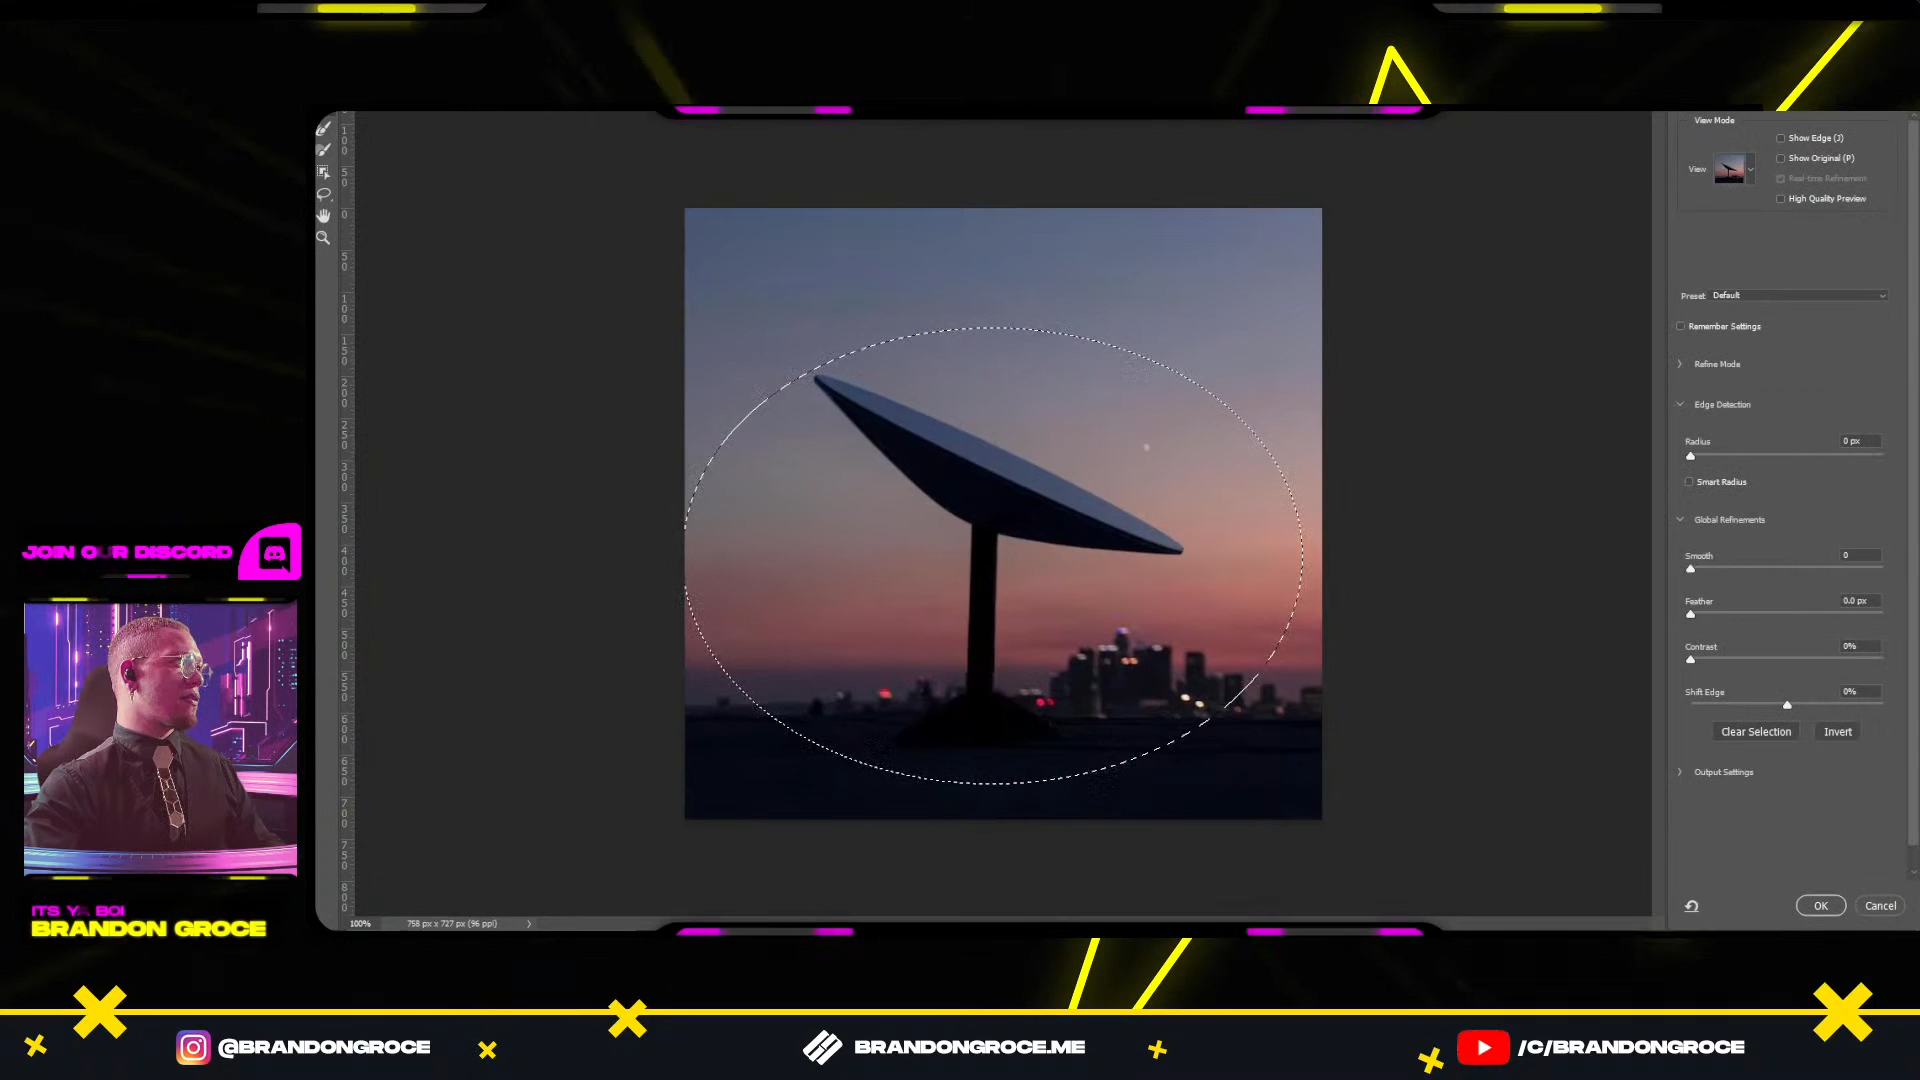 View Mode
Show Edge (J)
Show Original (P)
View
Real-time Refinement
High Quality Preview
Preset Default
Remember Settings
Refine Mode
Edge Detection
Radius 0 px
Smart Radius
Global Refinements
Smooth 0
Feather 0.0 px
Contrast 0%
Shift Edge 0%
Clear Selection Invert
Output Settings
OK Cancel
100% 758 px x 727 px (96 ppi)
JOIN OUR DISCORD
ITS YA BOI
BRANDON GROCE
@BRANDONGROCE
BRANDONGROCE.ME
/C/BRANDONGROCE